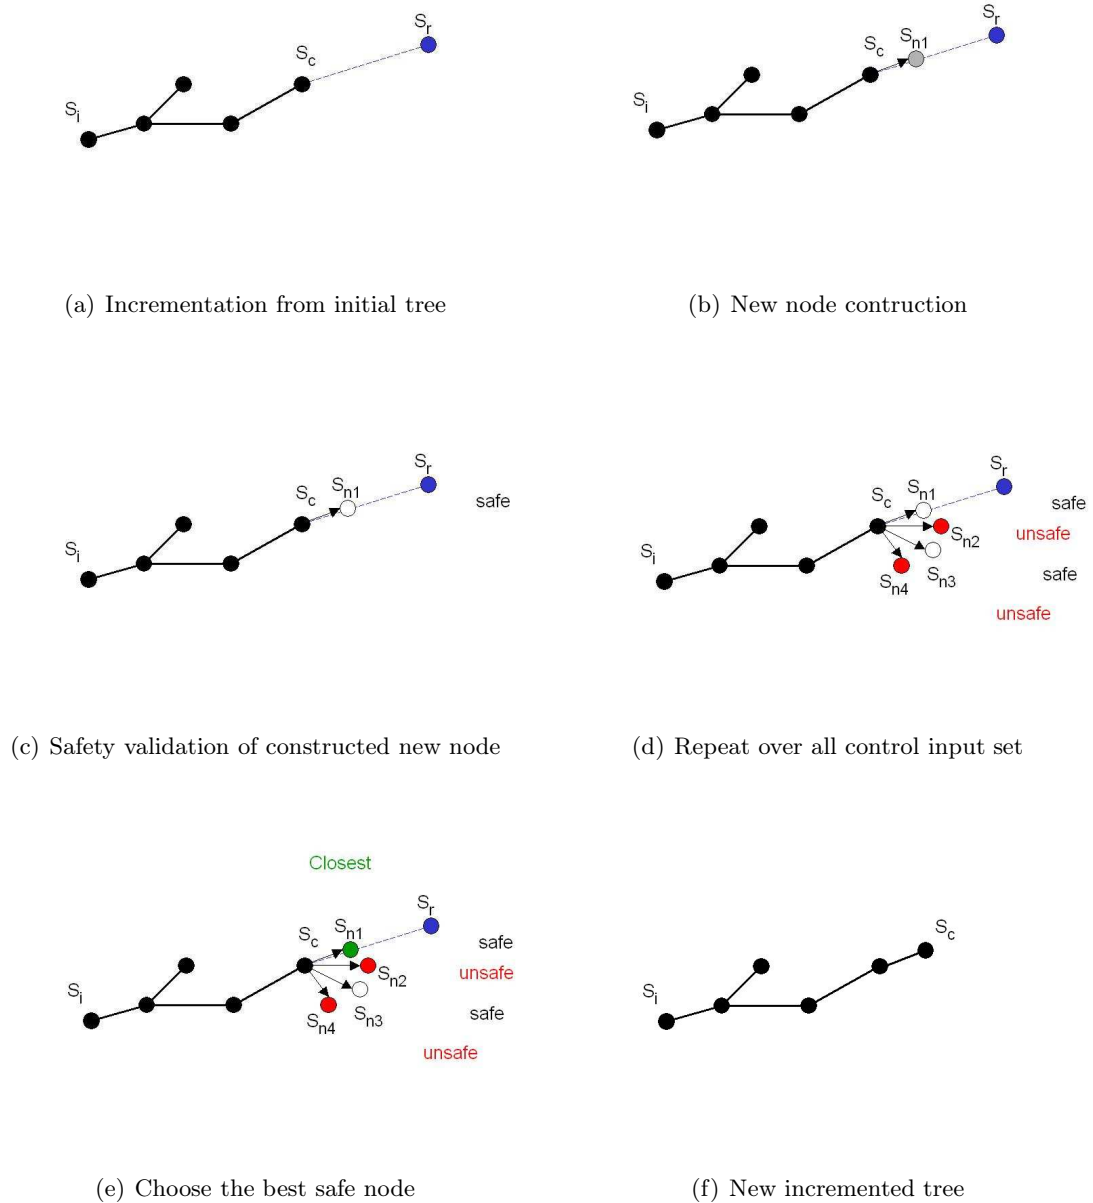 S_r
S_c
S_i
S_r
S_n1
S_c
S_i
(a) Incrementation from initial tree
(b) New node contruction
S_r
S_n1
S_c
safe
S_i
S_r
S_n1
S_c
safe
S_n2
unsafe
S_i
S_n3
safe
S_n4
unsafe
(c) Safety validation of constructed new node
(d) Repeat over all control input set
Closest
S_r
S_n1
S_c
safe
S_n2
unsafe
S_i
S_n3
safe
S_n4
unsafe
S_c
S_i
(e) Choose the best safe node
(f) New incremented tree